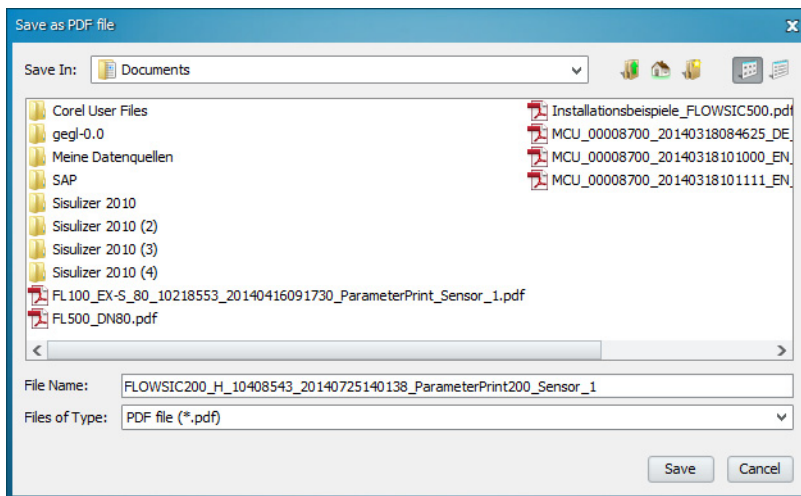 Save as PDF file
Save In: Documents
Corel User Files
gegl-0.0
Meine Datenquellen
SAP
Sisulizer 2010
Sisulizer 2010 (2)
Sisulizer 2010 (3)
Sisulizer 2010 (4)
FL100_EX-S_80_10218553_20140416091730_ParameterPrint_Sensor_1.pdf
FL500_DN80.pdf
Installationsbeispiele_FLOWSIC500.pdf
MCU_00008700_20140318084625_DE_
MCU_00008700_20140318101000_EN_
MCU_00008700_20140318101111_EN_
File Name: FLOWSIC200_H_10408543_20140725140138_ParameterPrint200_Sensor_1
Files of Type: PDF file (*.pdf)
Save Cancel